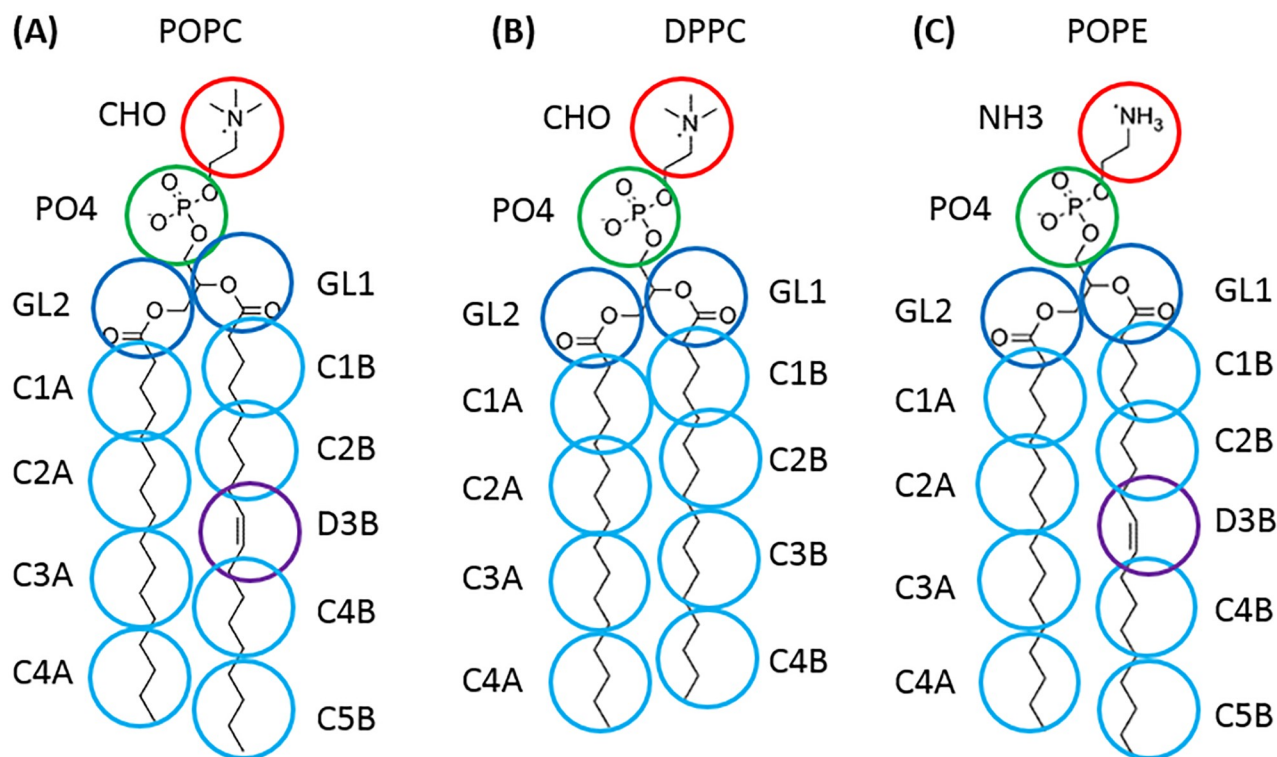 (A) POPC
CHO
N
PO4
O
O
P
-O
O
GL2
GL1
O
O
O
O
C1A
C1B
C2A
C2B
D3B
C3A
C4B
C4A
C5B
(B) DPPC
CHO
N
PO4
O
O
P
-O
O
GL2
GL1
O
O
O
O
C1A
C1B
C2A
C2B
C3A
C3B
C4A
C4B
(C) POPE
NH3
NH3
PO4
O
O
P
-O
O
GL2
GL1
O
O
O
O
C1A
C1B
C2A
C2B
D3B
C3A
C4B
C4A
C5B